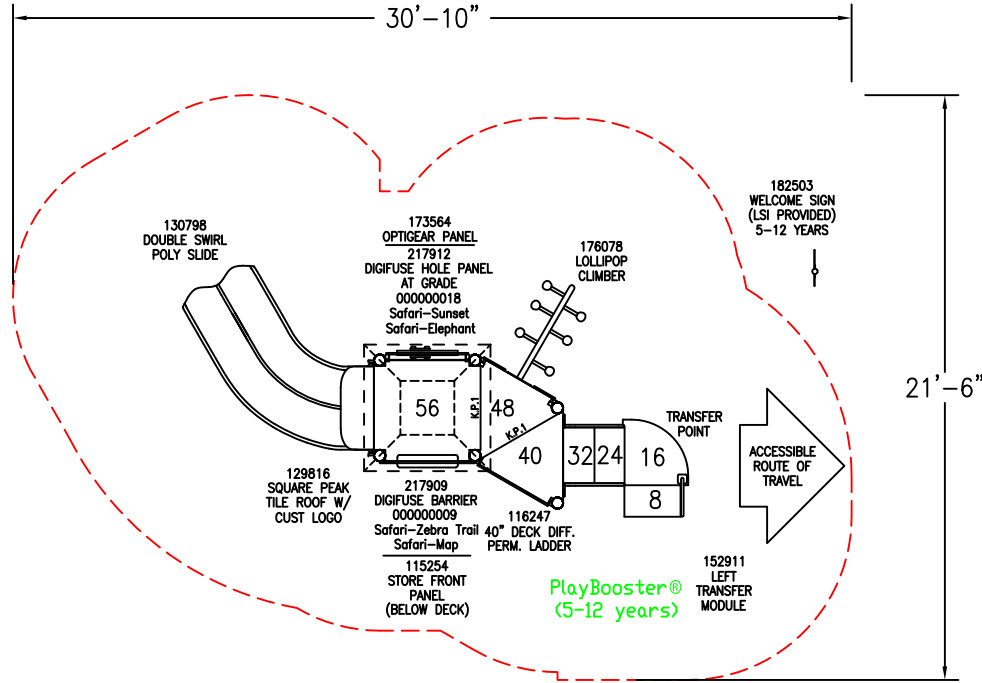 30'-10"
182503
WELCOME SIGN
(LSI PROVIDED)
5-12 YEARS
130798
DOUBLE SWIRL
POLY SLIDE
173564
OPTIGEAR PANEL
217912
DIGIFUSE HOLE PANEL
AT GRADE
000000018
Safari-Sunset
Safari-Elephant
176078
LOLLIPOP
CLIMBER
21'-6"
56
K.P.1
48
K.P.1
40
32
24
16
8
TRANSFER
POINT
ACCESSIBLE
ROUTE OF
TRAVEL
129816
SQUARE PEAK
TILE ROOF W/
CUST LOGO
217909
DIGIFUSE BARRIER
000000009
Safari-Zebra Trail
Safari-Map
115254
STORE FRONT
PANEL
(BELOW DECK)
116247
40" DECK DIFF.
PERM. LADDER
152911
LEFT
TRANSFER
MODULE
PlayBooster®
(5-12 years)